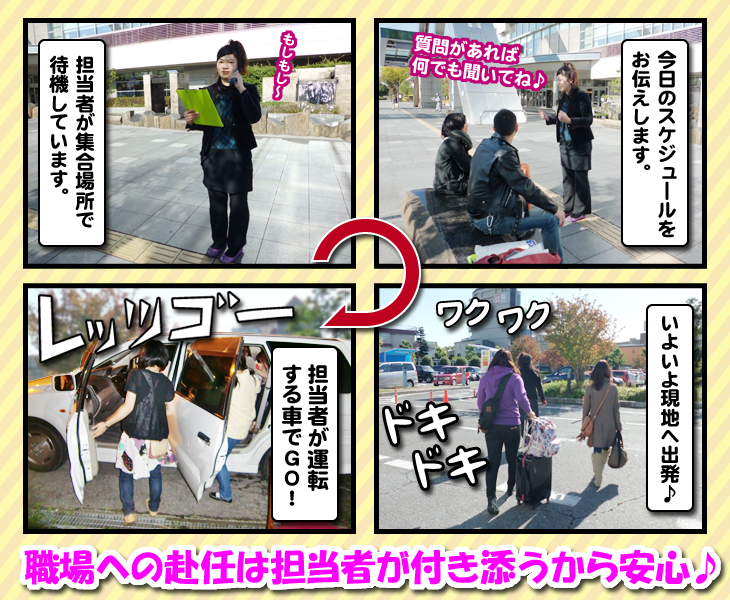 担当者が集合場所で
待機しています。
もしもし～
質問があれば
何でも聞いてね♪
今日のスケジュールを
お伝えします。
ワクワク
ドキ
ドキ
いよいよ現地へ出発♪
レッツゴー
担当者が運転
する車でGO！
職場への赴任は担当者が付き添うから安心♪